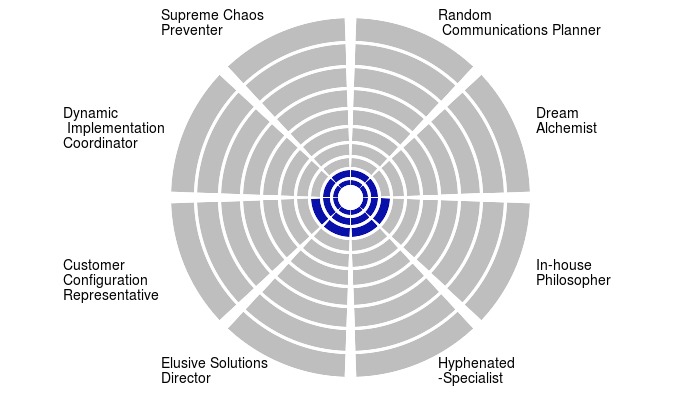 Supreme Chaos
Preventer
Random
Communications Planner
Dynamic
Implementation
Coordinator
Dream
Alchemist
Customer
Configuration
Representative
In-house
Philosopher
Elusive Solutions
Director
Hyphenated
-Specialist